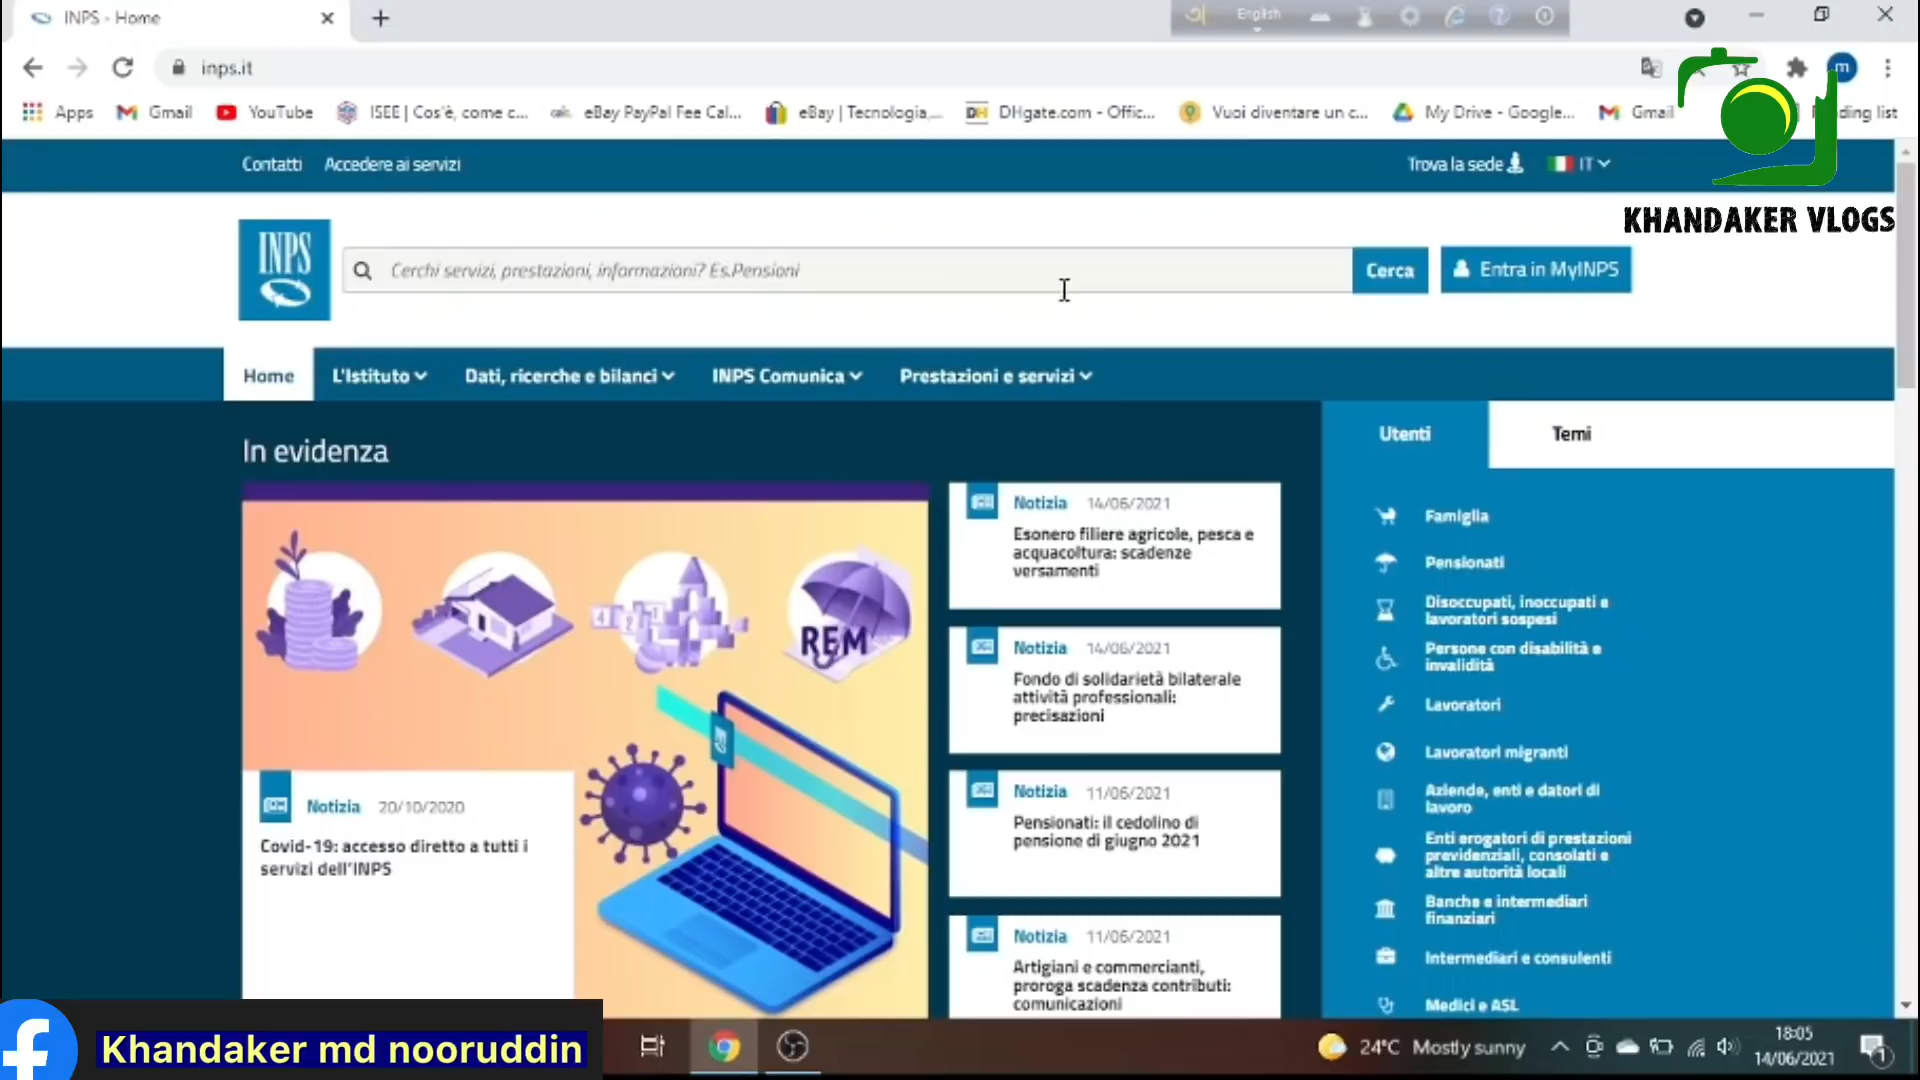 INPS - Home
English
inps.it
Apps
Gmail
YouTube
ISEE | Cos'è, come c...
eBay PayPal Fee Cal...
eBay | Tecnologia,...
DHgate.com - Offic...
Vuoi diventare un c...
My Drive - Google...
Gmail
ding list
KHANDAKER VLOGS
Contatti
Accedere ai servizi
Trova la sede
IT
INPS
Cerchi servizi, prestazioni, informazioni? Es.Pensioni
Cerca
Entra in MyINPS
Home
L'Istituto
Dati, ricerche e bilanci
INPS Comunica
Prestazioni e servizi
In evidenza
REM
Notizia 20/10/2020
Covid-19: accesso diretto a tutti i
servizi dell'INPS
Notizia 14/06/2021
Esonero filiere agricole, pesca e
acquacoltura: scadenze
versamenti
Notizia 14/06/2021
Fondo di solidarietà bilaterale
attività professionali:
precisazioni
Notizia 11/06/2021
Pensionati: il cedolino di
pensione di giugno 2021
Notizia 11/06/2021
Artigiani e commercianti,
proroga scadenza contributi:
comunicazioni
Utenti
Temi
Famiglia
Pensionati
Disoccupati, inoccupati e
lavoratori sospesi
Persone con disabilità e
invalidità
Lavoratori
Lavoratori migranti
Aziende, enti e datori di
lavoro
Enti erogatori di prestazioni
previdenziali, consolati e
altre autorità locali
Banche e intermediari
finanziari
Intermediari e consulenti
Medici e ASL
Khandaker md nooruddin
24°C Mostly sunny
18:05
14/06/2021
1